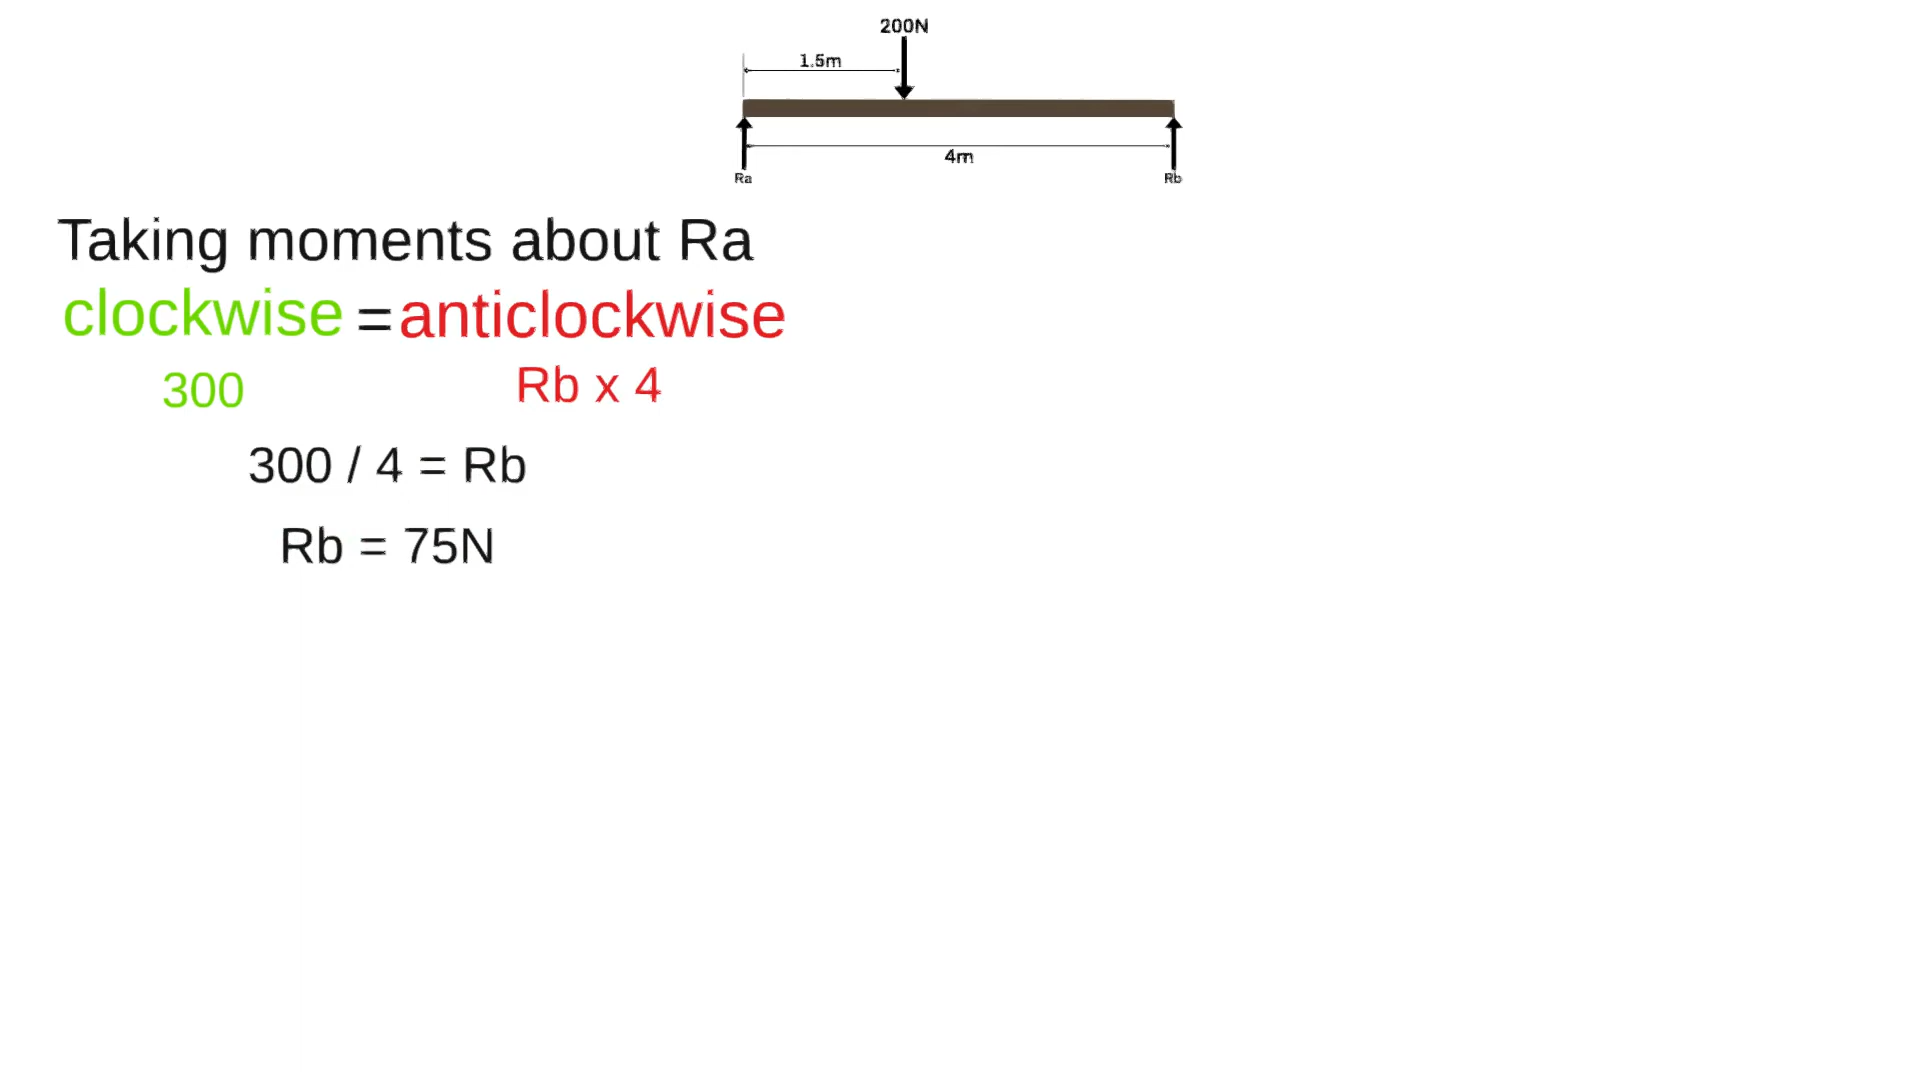 200N
1.5m
4m
Ra
Rb
Taking moments about Ra
clockwise = anticlockwise
300 Rb x 4
300 / 4 = Rb
Rb = 75N